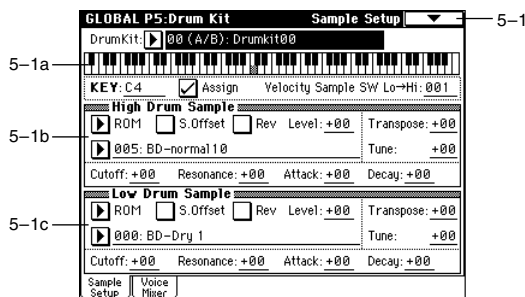 GLOBAL P5:Drum Kit Sample Setup
5-1
DrumKit: 00 (A/B): Drumkit00
5-1a
KEY: C4 Assign Velocity Sample SW Lo→Hi: 001
High Drum Sample
5-1b
ROM S.Offset Rev Level: +00 Transpose: +00
005: BD-normal10 Tune: +00
Cutoff: +00 Resonance: +00 Attack: +00 Decay: +00
Low Drum Sample
5-1c
ROM S.Offset Rev Level: +00 Transpose: +00
000: BD-Dry 1 Tune: +00
Cutoff: +00 Resonance: +00 Attack: +00 Decay: +00
Sample Setup Voice Mixer